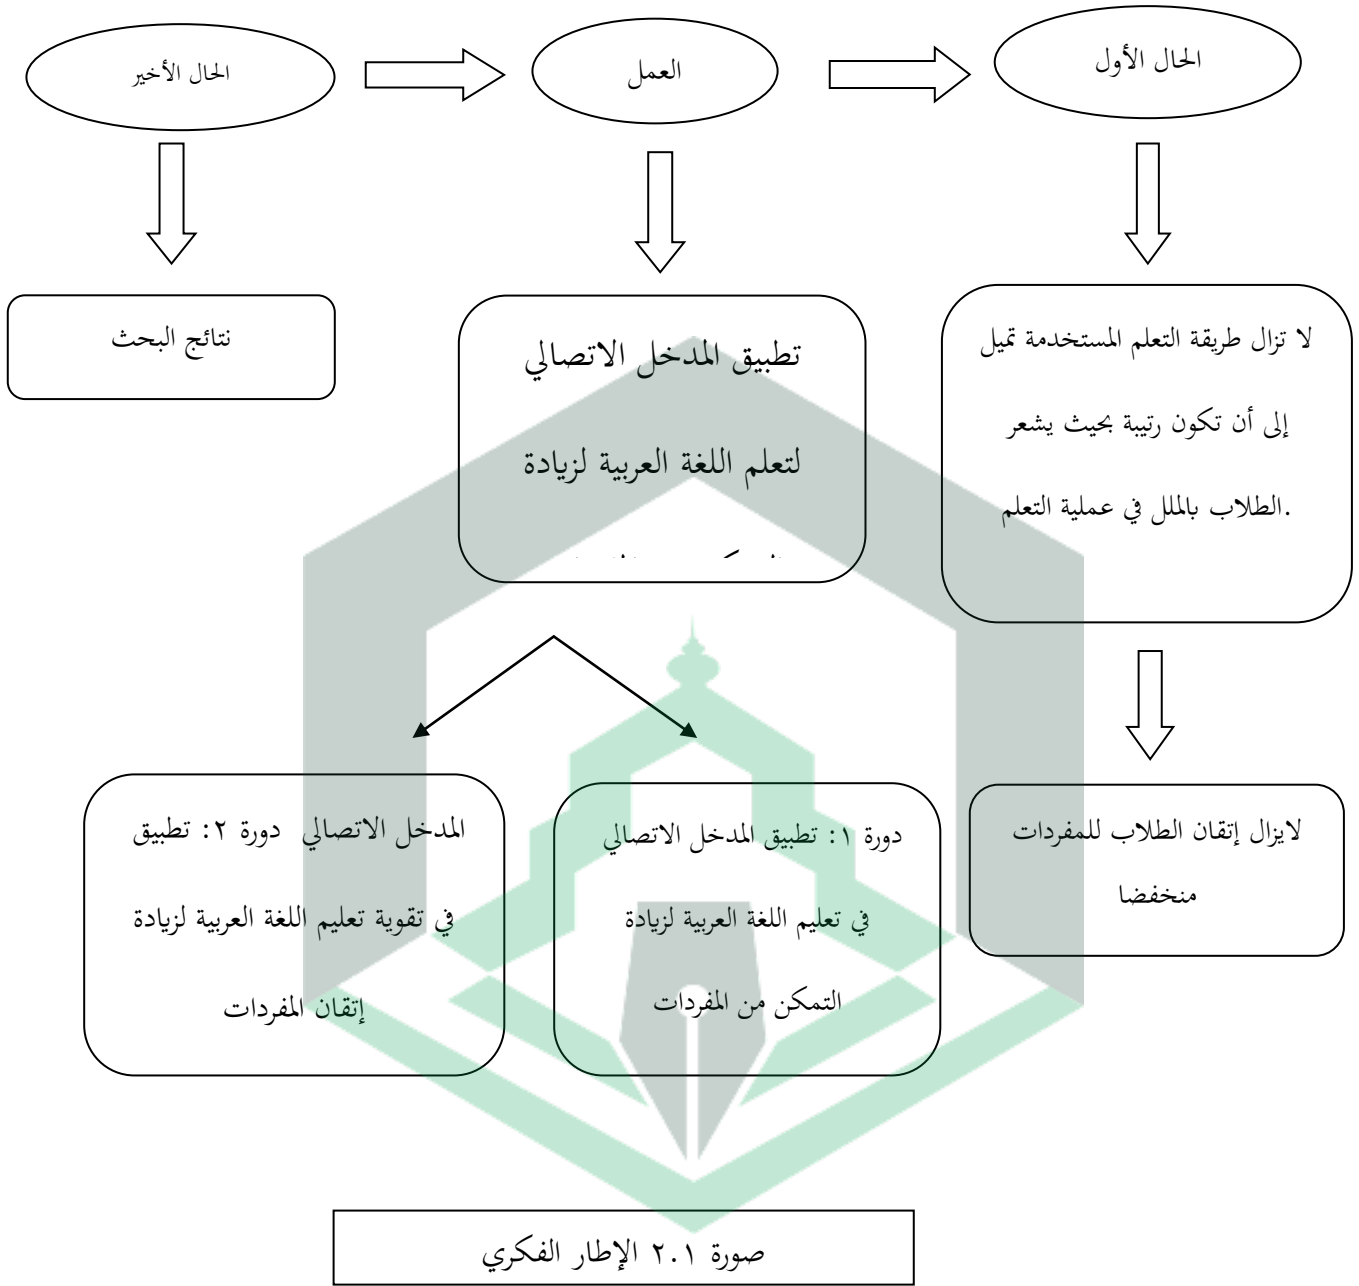 الحال الأول
العمل
الحال الأخير
لا تزال طريقة التعلم المستخدمة تميل
إلى أن تكون رتيبة بحيث يشعر
.الطلاب بالملل في عملية التعلم
تطبيق المدخل الاتصالي
لتعلم اللغة العربية لزيادة
نتائج البحث
لايزال إتقان الطلاب للمفردات
منخفضا
دورة ١: تطبيق المدخل الاتصالي
في تعليم اللغة العربية لزيادة
التمكن من المفردات
المدخل الاتصالي دورة ٢: تطبيق
في تقوية تعليم اللغة العربية لزيادة
إتقان المفردات
صورة ٢.١ الإطار الفكري